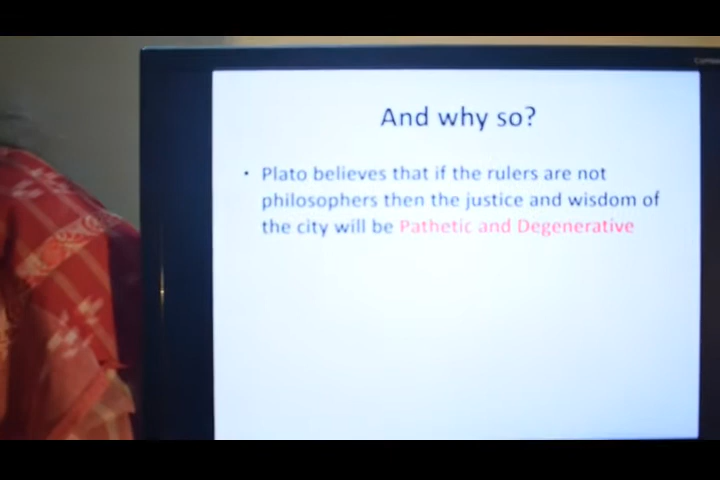 And why so?
• Plato believes that if the rulers are not
philosophers then the justice and wisdom of
the city will be Pathetic and Degenerative